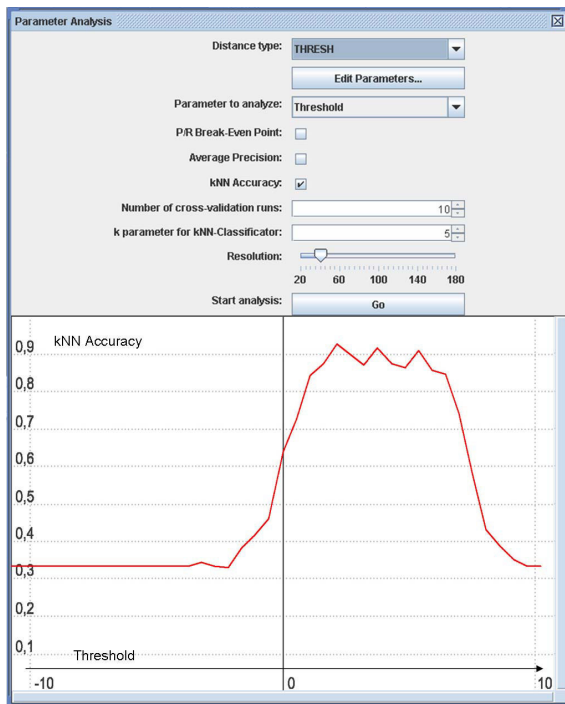 Parameter Analysis
Distance type: THRESH
Edit Parameters...
Parameter to analyze: Threshold
P/R Break-Even Point:
Average Precision:
kNN Accuracy:
Number of cross-validation runs: 10
k parameter for kNN-Classificator: 5
Resolution:
20 60 100 140 180
Start analysis: Go
kNN Accuracy
0,9
0,8
0,7
0,6
0,5
0,4
0,3
0,2
0,1
Threshold
-10 0 10